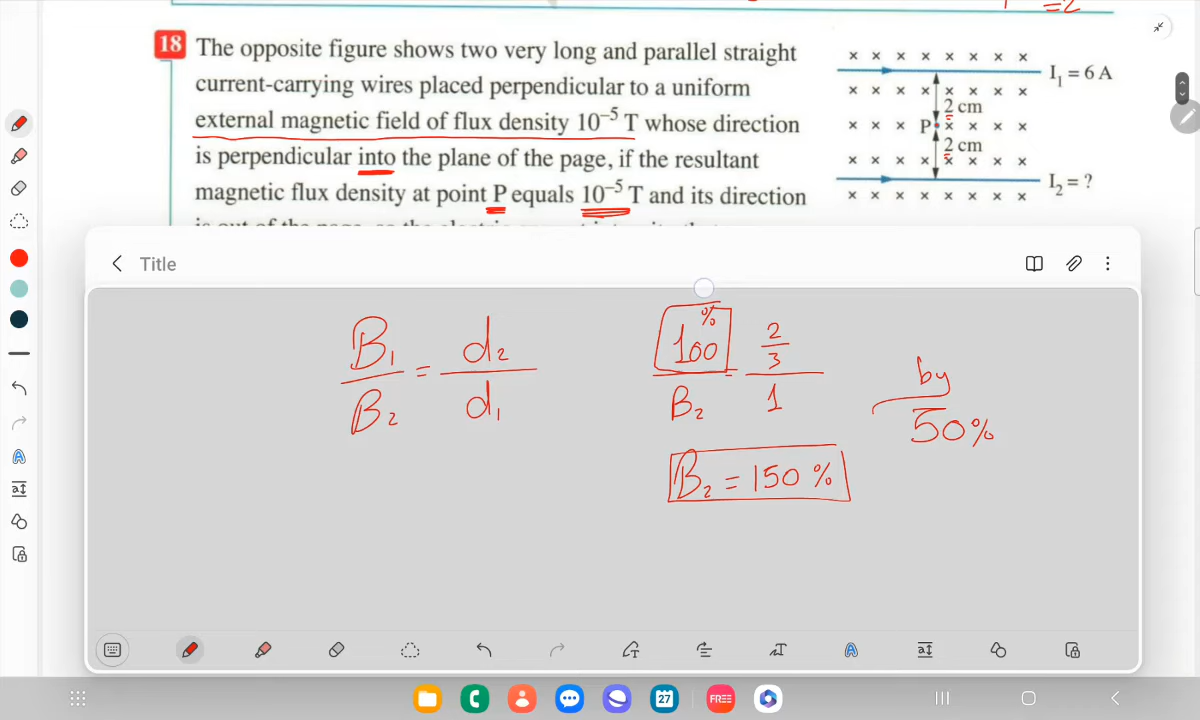 =2
18 The opposite figure shows two very long and parallel straight
current-carrying wires placed perpendicular to a uniform
external magnetic field of flux density 10⁻⁵ T whose direction
is perpendicular into the plane of the page, if the resultant
magnetic flux density at point P equals 10⁻⁵ T and its direction
× × × × × × × ×
I₁ = 6 A
× × × × × × × ×
2 cm
× × × P × × × ×
2 cm
× × × × × × × ×
I₂ = ?
× × × × × × × ×
Title
B₁/B₂ = d₂/d₁
100%/B₂ = (2/3)/1
B₂ = 150 %
by
50%
27
FREE